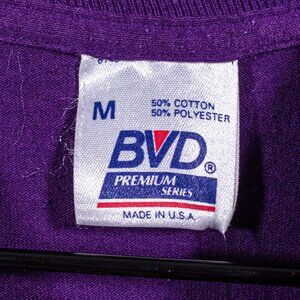 M
50% COTTON
50% POLYESTER
BVD®
PREMIUM
SERIES
MADE IN U.S.A.